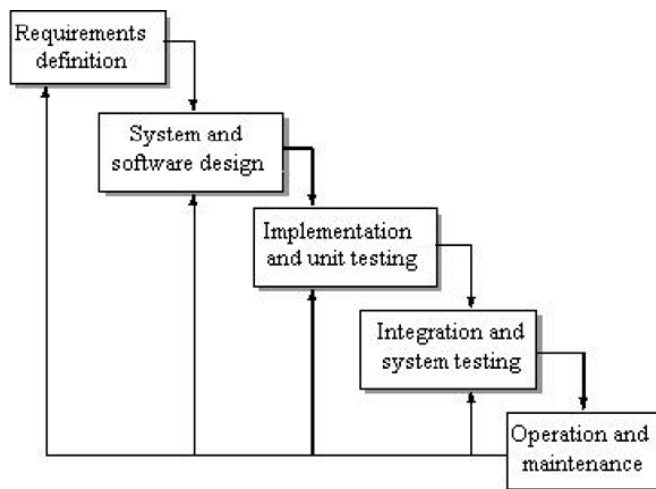 Requirements
definition
System and
software design
Implementation
and unit testing
Integration and
system testing
Operation and
maintenance